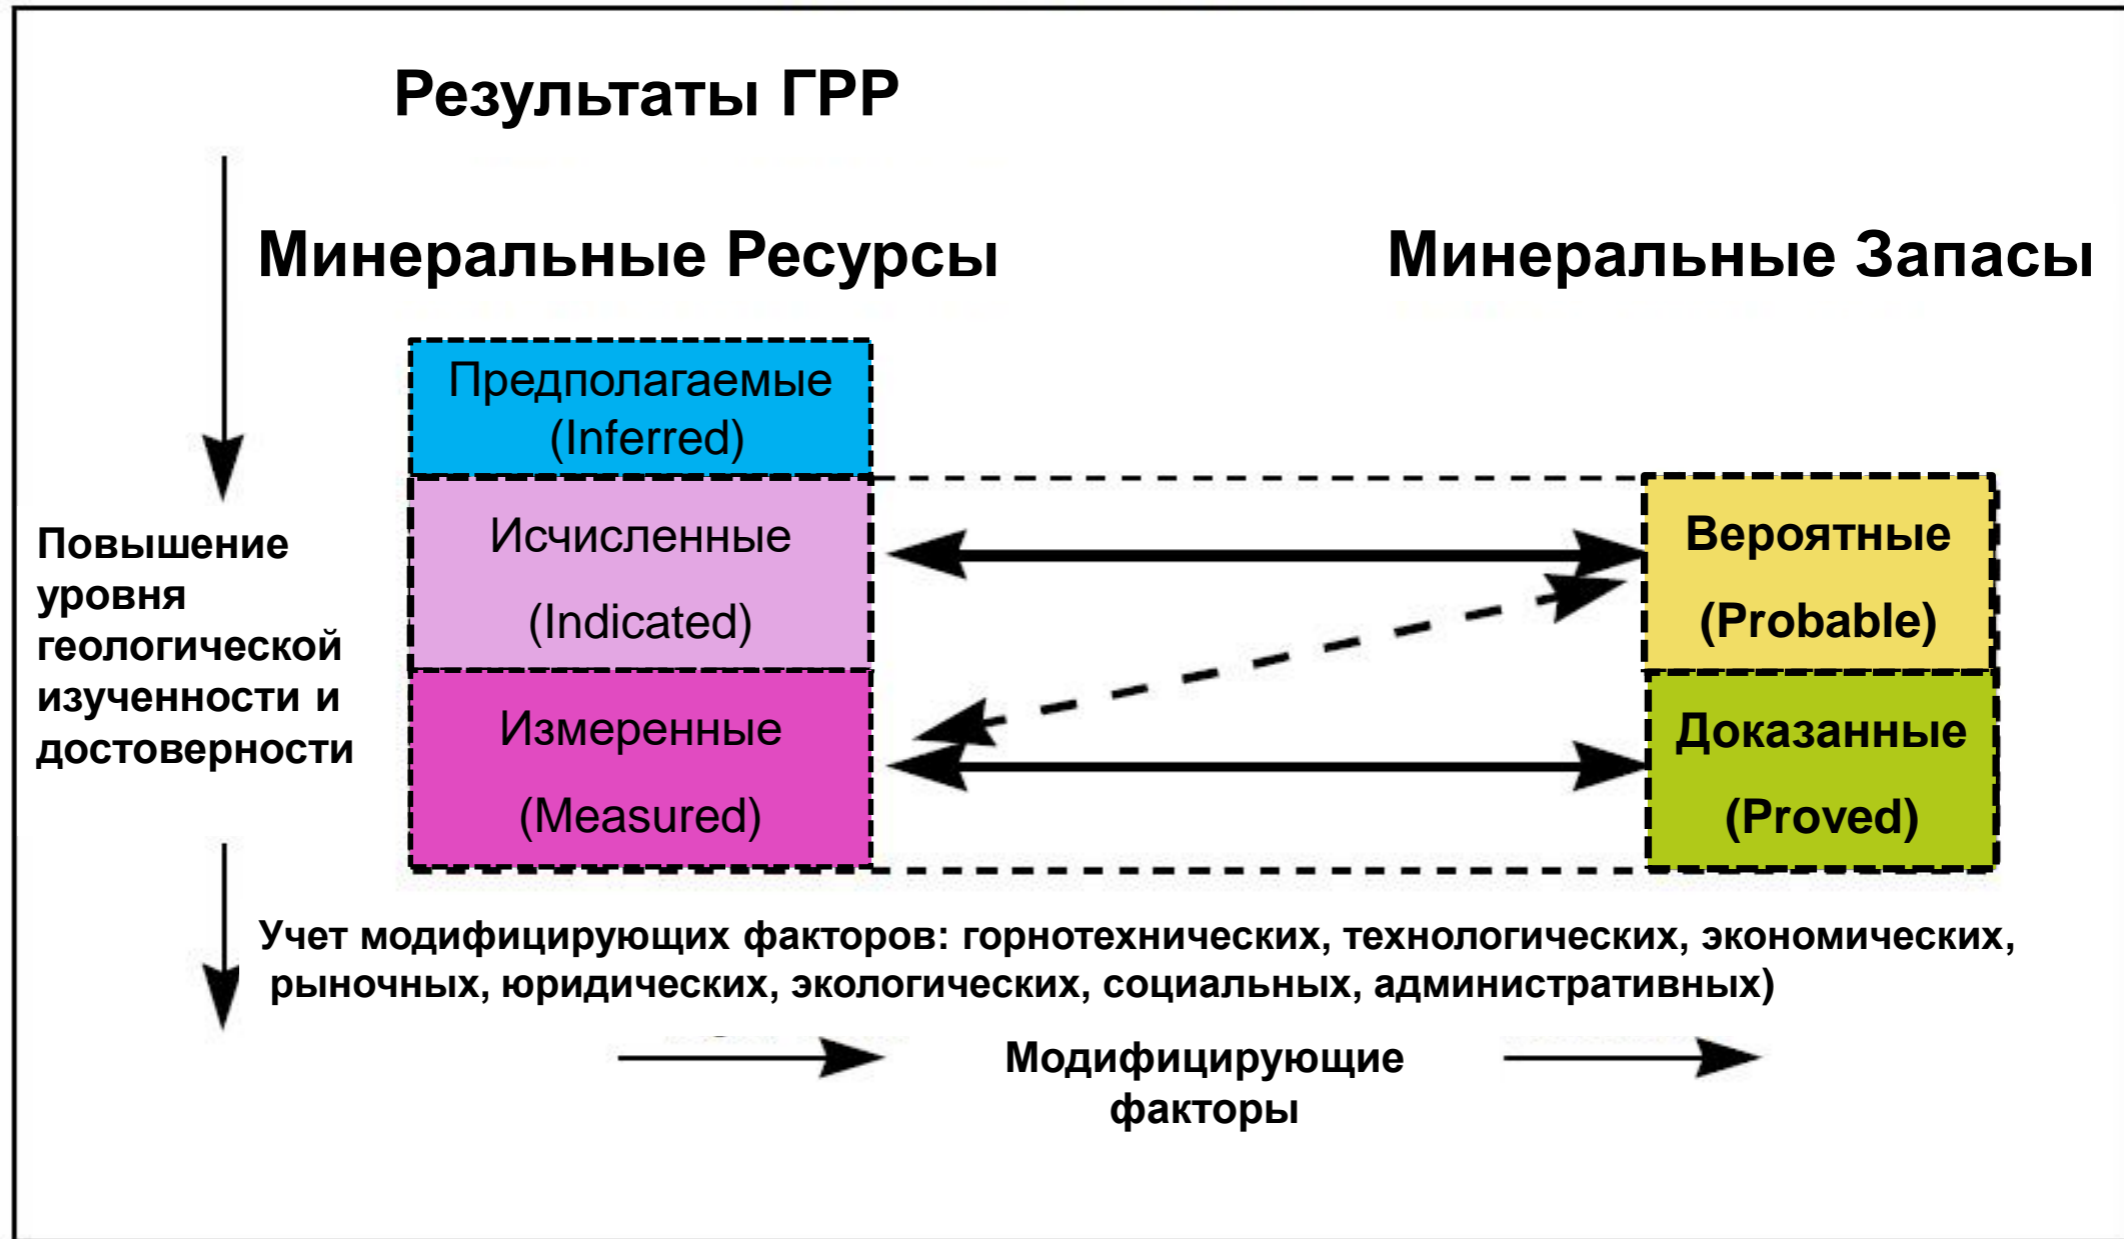 Результаты ГРР
Минеральные Ресурсы
Минеральные Запасы
Предполагаемые
(Inferred)
Исчисленные
(Indicated)
Измеренные
(Measured)
Вероятные
(Probable)
Доказанные
(Proved)
Повышение
уровня
геологической
изученности и
достоверности
Учет модифицирующих факторов: горнотехнических, технологических, экономических,
рыночных, юридических, экологических, социальных, административных)
Модифицирующие
факторы